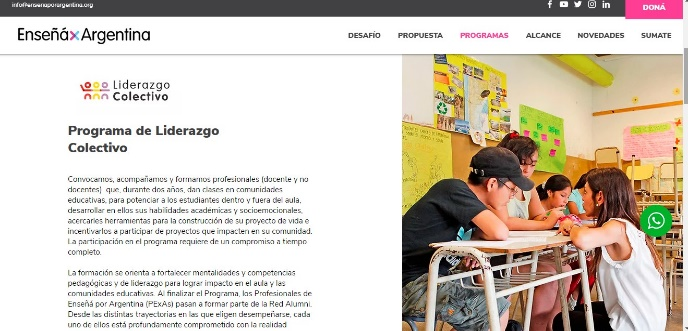 info@ensenaporargentina.org
DONÁ
EnseñáxArgentina
DESAFÍO PROPUESTA PROGRAMAS ALCANCE NOVEDADES SUMATE
Liderazgo
Colectivo
Programa de Liderazgo
Colectivo
Convocamos, acompañamos y formamos profesionales (docente y no
docentes) que, durante dos años, dan clases en comunidades
educativas, para potenciar a los estudiantes dentro y fuera del aula,
desarrollar en ellos sus habilidades académicas y socioemocionales,
acercarles herramientas para la construcción de su proyecto de vida e
incentivarlos a participar de proyectos que impacten en su comunidad.
La participación en el programa requiere de un compromiso a tiempo
completo.
La formación se orienta a fortalecer mentalidades y competencias
pedagógicas y de liderazgo para lograr impacto en el aula y las
comunidades educativas. Al finalizar el Programa, los Profesionales de
Enseñá por Argentina (PExAs) pasan a formar parte de la Red Alumni.
Desde las distintas trayectorias en las que eligen desempeñarse, cada
uno de ellos está profundamente comprometido con la realidad